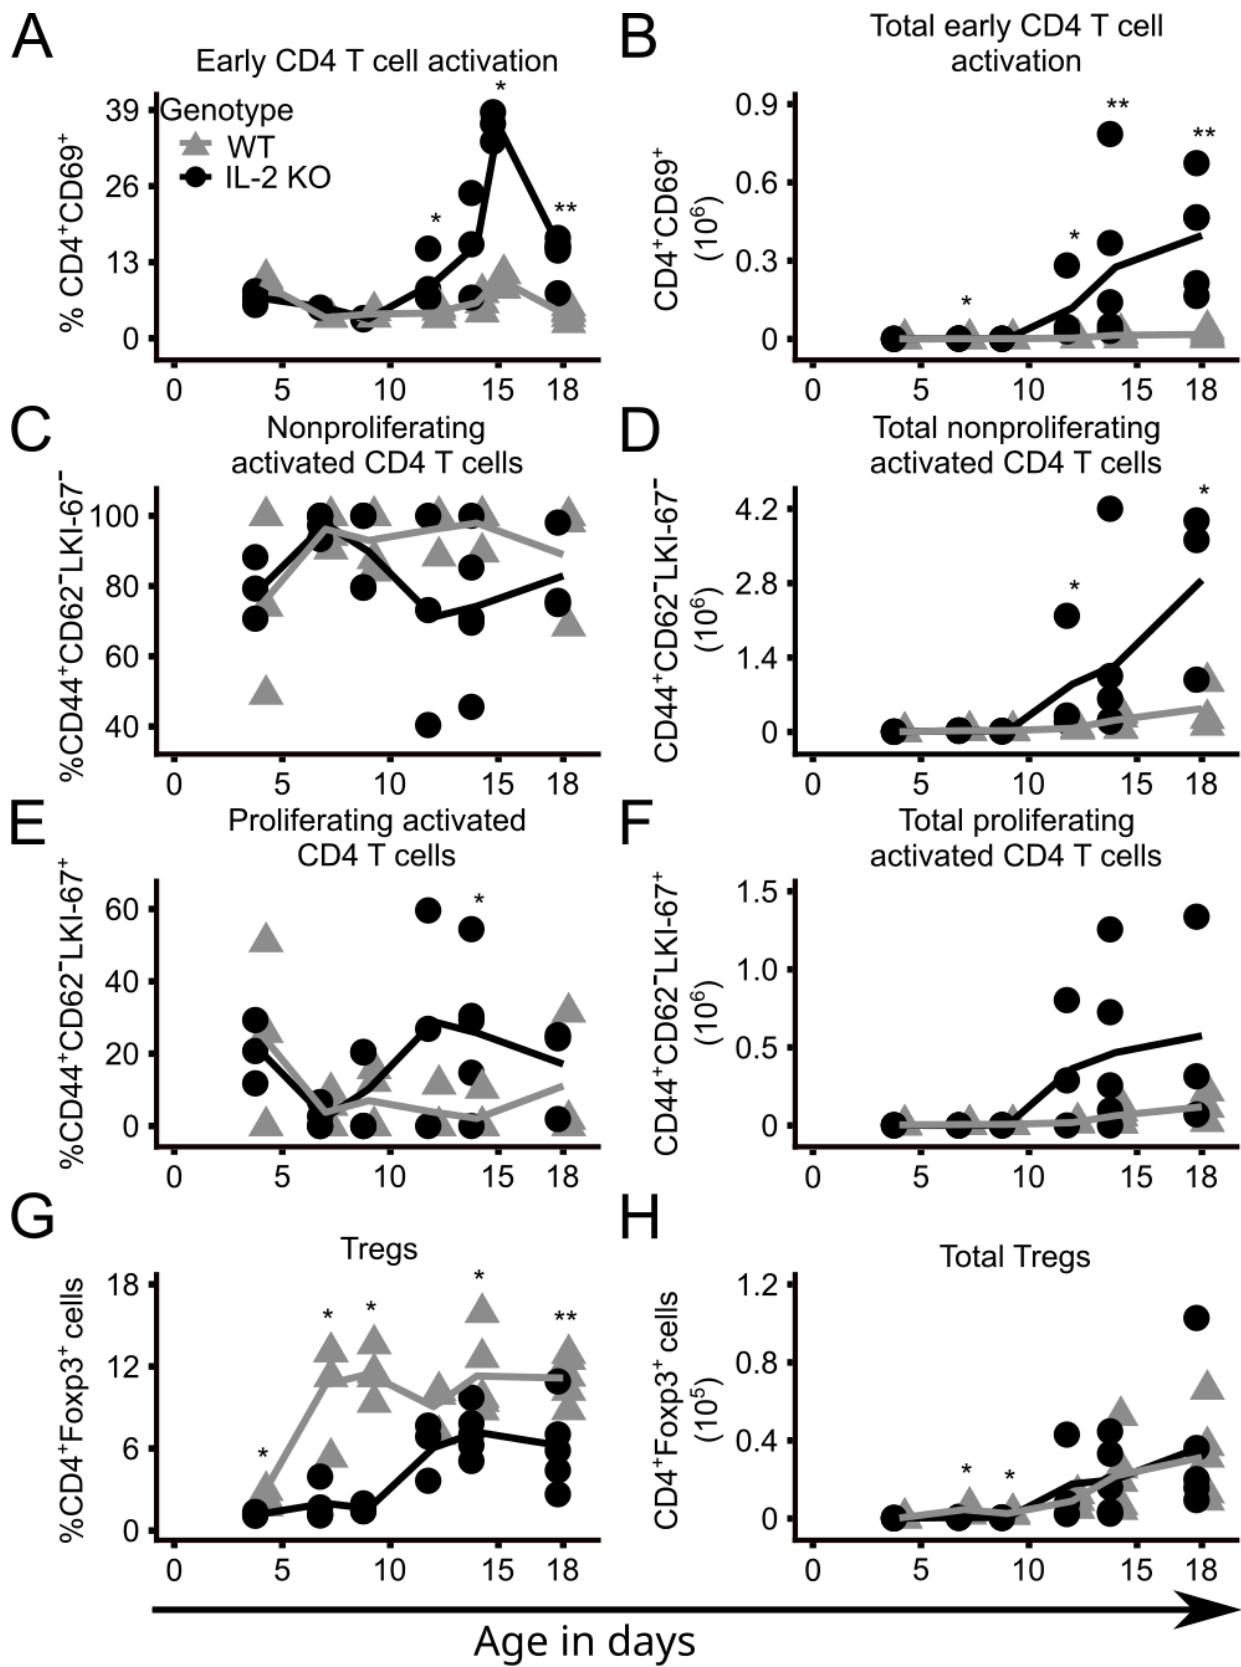 A
Early CD4 T cell activation
% CD4⁺CD69⁺
39
26
13
0
Genotype
WT
IL-2 KO
*
*
**
0 5 10 15 18
B
Total early CD4 T cell
activation
CD4⁺CD69⁺
(10⁶)
0.9
0.6
0.3
0
*
*
**
**
0 5 10 15 18
C
Nonproliferating
activated CD4 T cells
%CD44⁺CD62⁻LKI-67⁻
100
80
60
40
0 5 10 15 18
D
Total nonproliferating
activated CD4 T cells
CD44⁺CD62⁻LKI-67⁻
(10⁶)
4.2
2.8
1.4
0
*
*
0 5 10 15 18
E
Proliferating activated
CD4 T cells
%CD44⁺CD62⁻LKI-67⁺
60
40
20
0
*
0 5 10 15 18
F
Total proliferating
activated CD4 T cells
CD44⁺CD62⁻LKI-67⁺
(10⁶)
1.5
1.0
0.5
0
0 5 10 15 18
G
Tregs
%CD4⁺Foxp3⁺ cells
18
12
6
0
*
*
*
*
**
0 5 10 15 18
H
Total Tregs
CD4⁺Foxp3⁺ cells
(10⁵)
1.2
0.8
0.4
0
*
*
0 5 10 15 18
Age in days